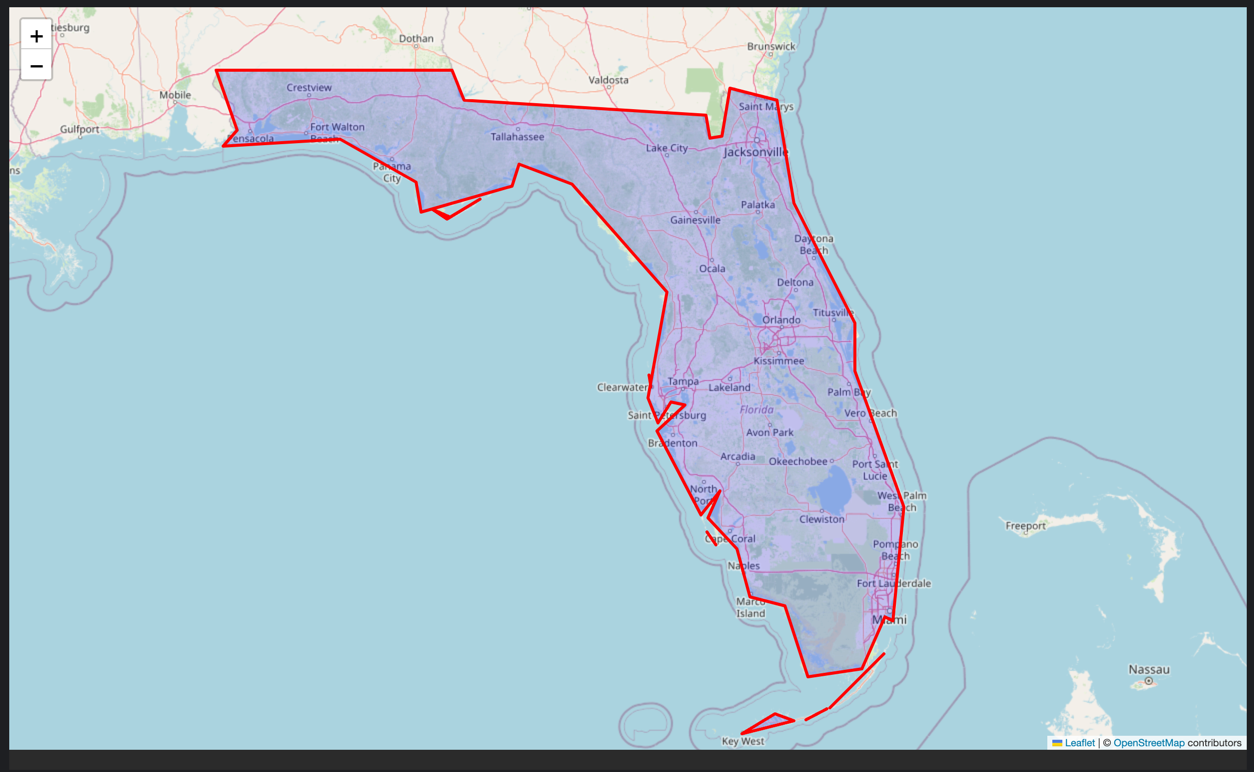 +
−
tiesburg
Dothan
Brunswick
Valdosta
Crestview
Mobile
Saint Marys
Gulfport
Fort Walton
Beach
Pensacola
Tallahassee
Lake City
Jacksonville
Panama
City
ns
Palatka
Gainesville
Daytona
Beach
Ocala
Deltona
Titusville
Orlando
Kissimmee
Clearwater
Tampa
Lakeland
Palm Bay
Florida
Saint Petersburg
Vero Beach
Avon Park
Bradenton
Arcadia
Okeechobee
Port Saint
Lucie
North
Port
West Palm
Beach
Clewiston
Freeport
Cape Coral
Pompano
Beach
Naples
Fort Lauderdale
Marco
Island
Miami
Nassau
Key West
Leaflet | © OpenStreetMap contributors